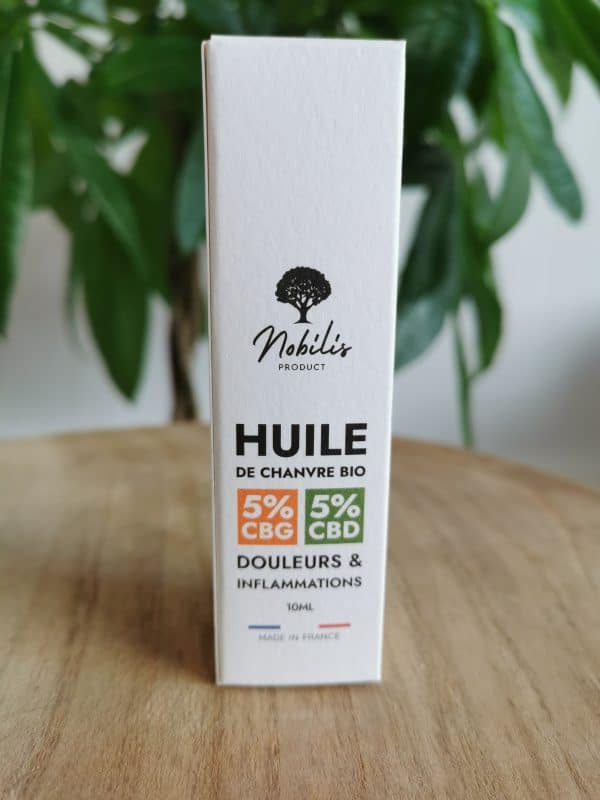 Nobilis
PRODUCT
HUILE
DE CHANVRE BIO
5% 5%
CBG CBD
DOULEURS &
INFLAMMATIONS
10ML
MADE IN FRANCE